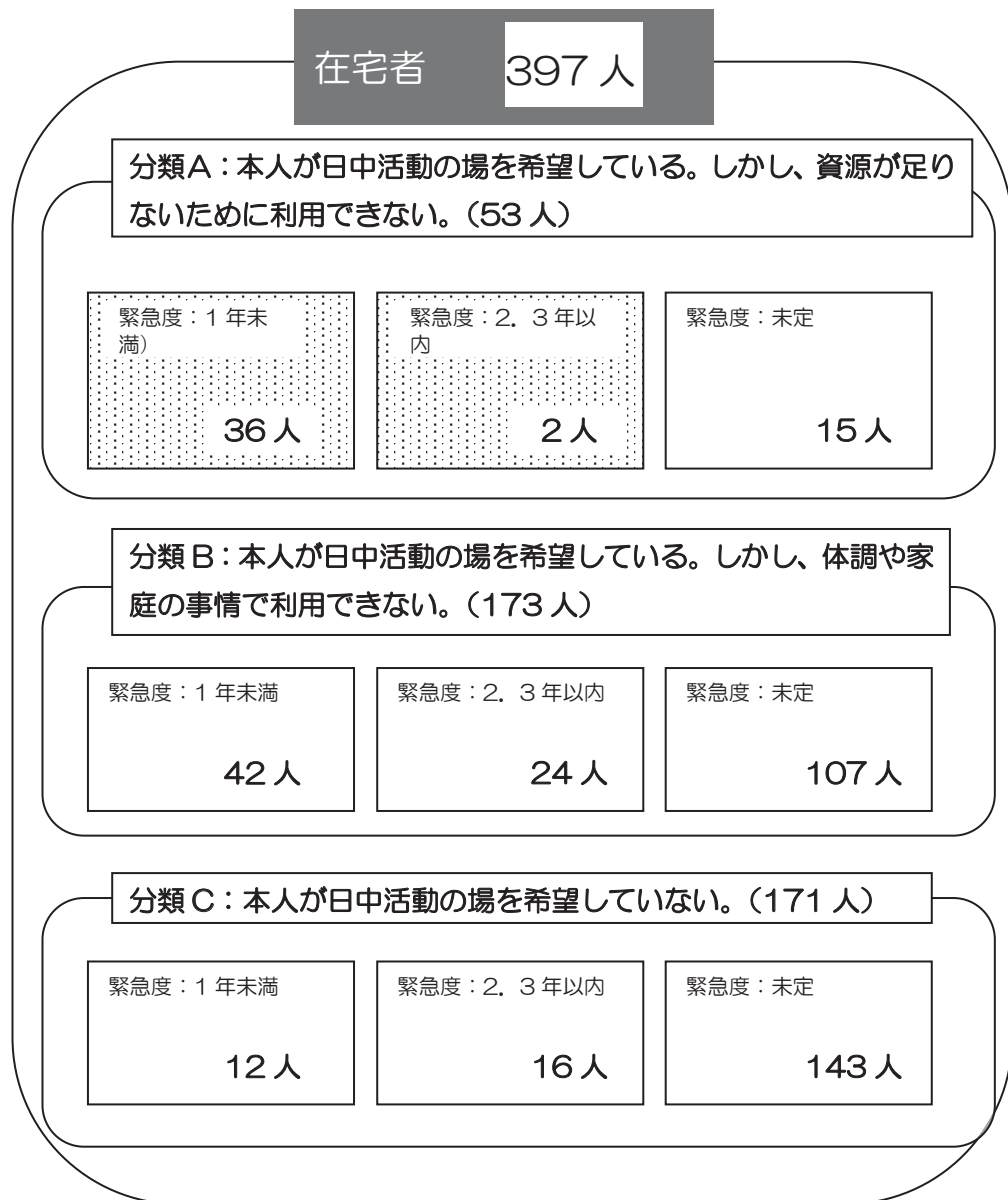 在宅者 397人
分類A：本人が日中活動の場を希望している。しかし、資源が足り
ないために利用できない。（53人）
緊急度：1年未
満）
36人
緊急度：2．3年以
内
2人
緊急度：未定
15人
分類B：本人が日中活動の場を希望している。しかし、体調や家
庭の事情で利用できない。（173人）
緊急度：1年未満
42人
緊急度：2．3年以内
24人
緊急度：未定
107人
分類C：本人が日中活動の場を希望していない。（171人）
緊急度：1年未満
12人
緊急度：2．3年以内
16人
緊急度：未定
143人